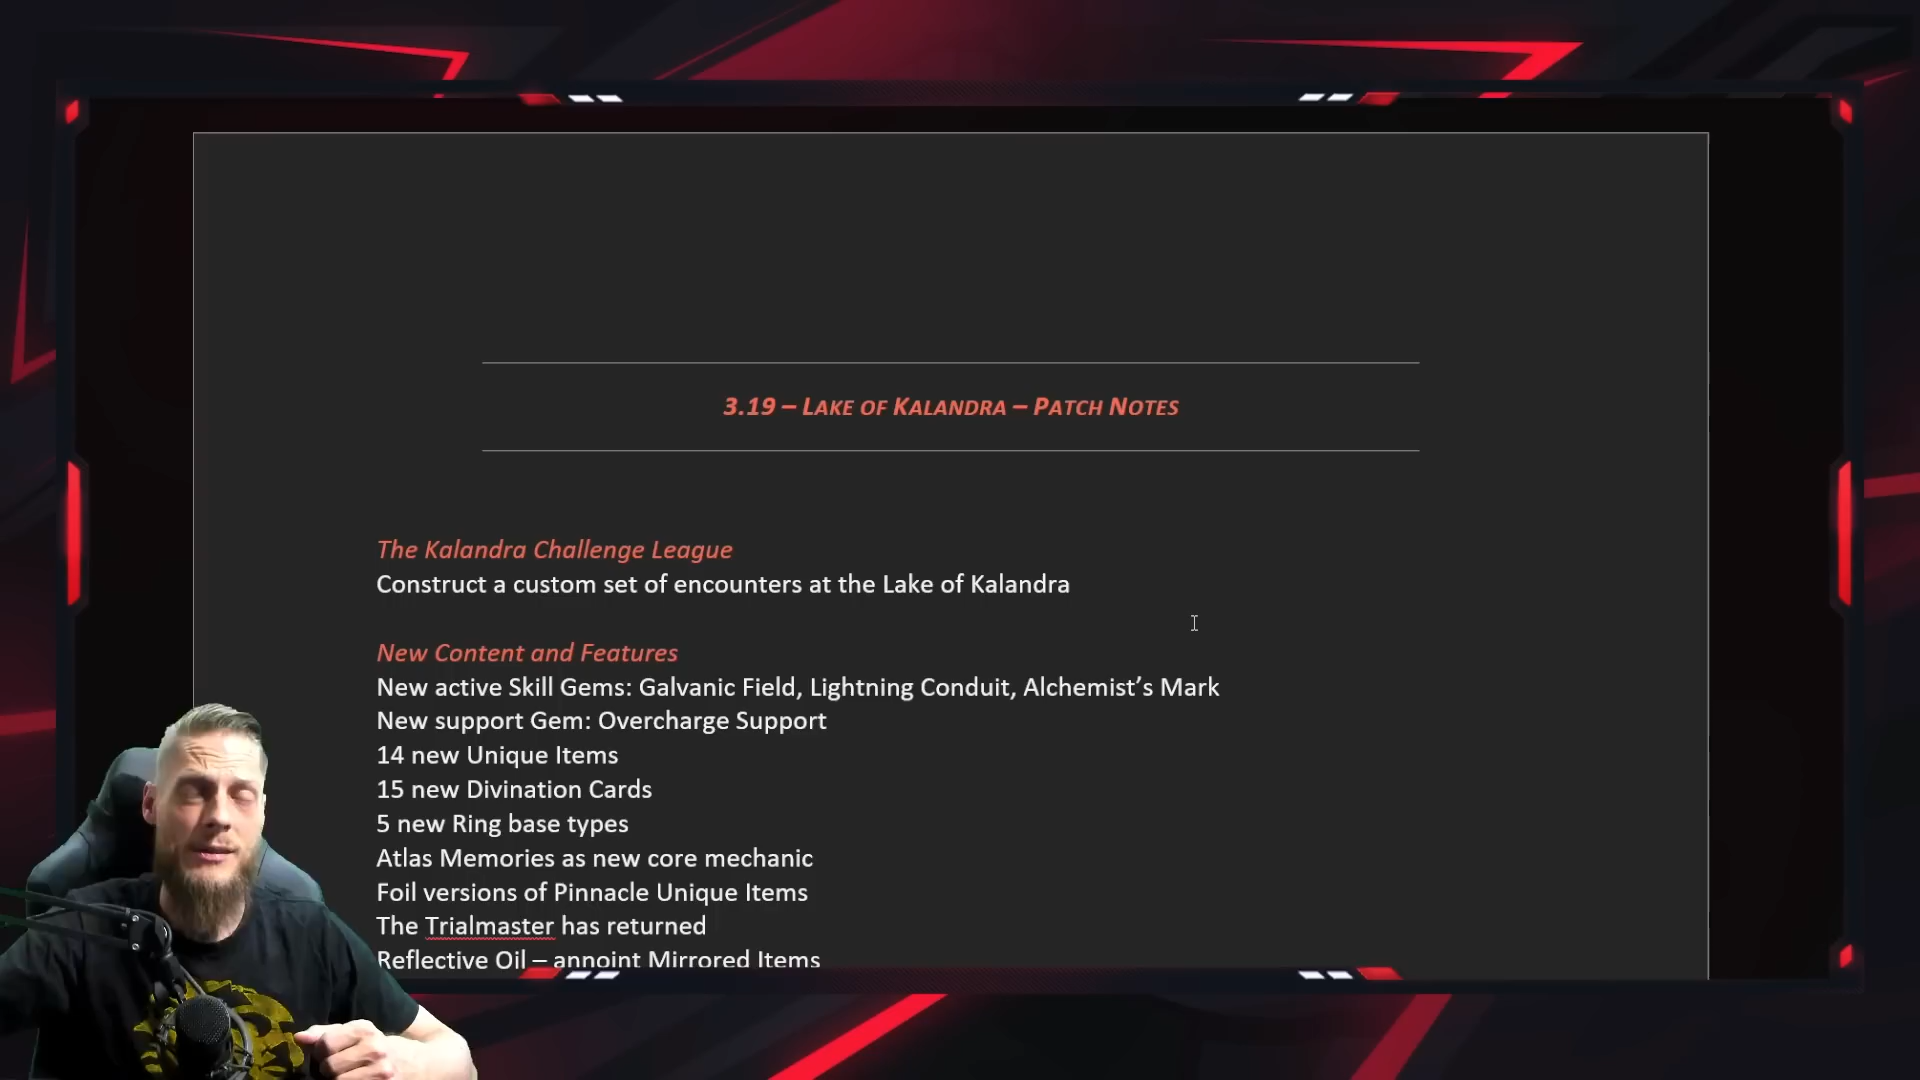 3.19 – Lake of Kalandra – Patch Notes
The Kalandra Challenge League
Construct a custom set of encounters at the Lake of Kalandra
New Content and Features
New active Skill Gems: Galvanic Field, Lightning Conduit, Alchemist’s Mark
New support Gem: Overcharge Support
14 new Unique Items
15 new Divination Cards
5 new Ring base types
Atlas Memories as new core mechanic
Foil versions of Pinnacle Unique Items
The Trialmaster has returned
Reflective Oil – annoint Mirrored Items